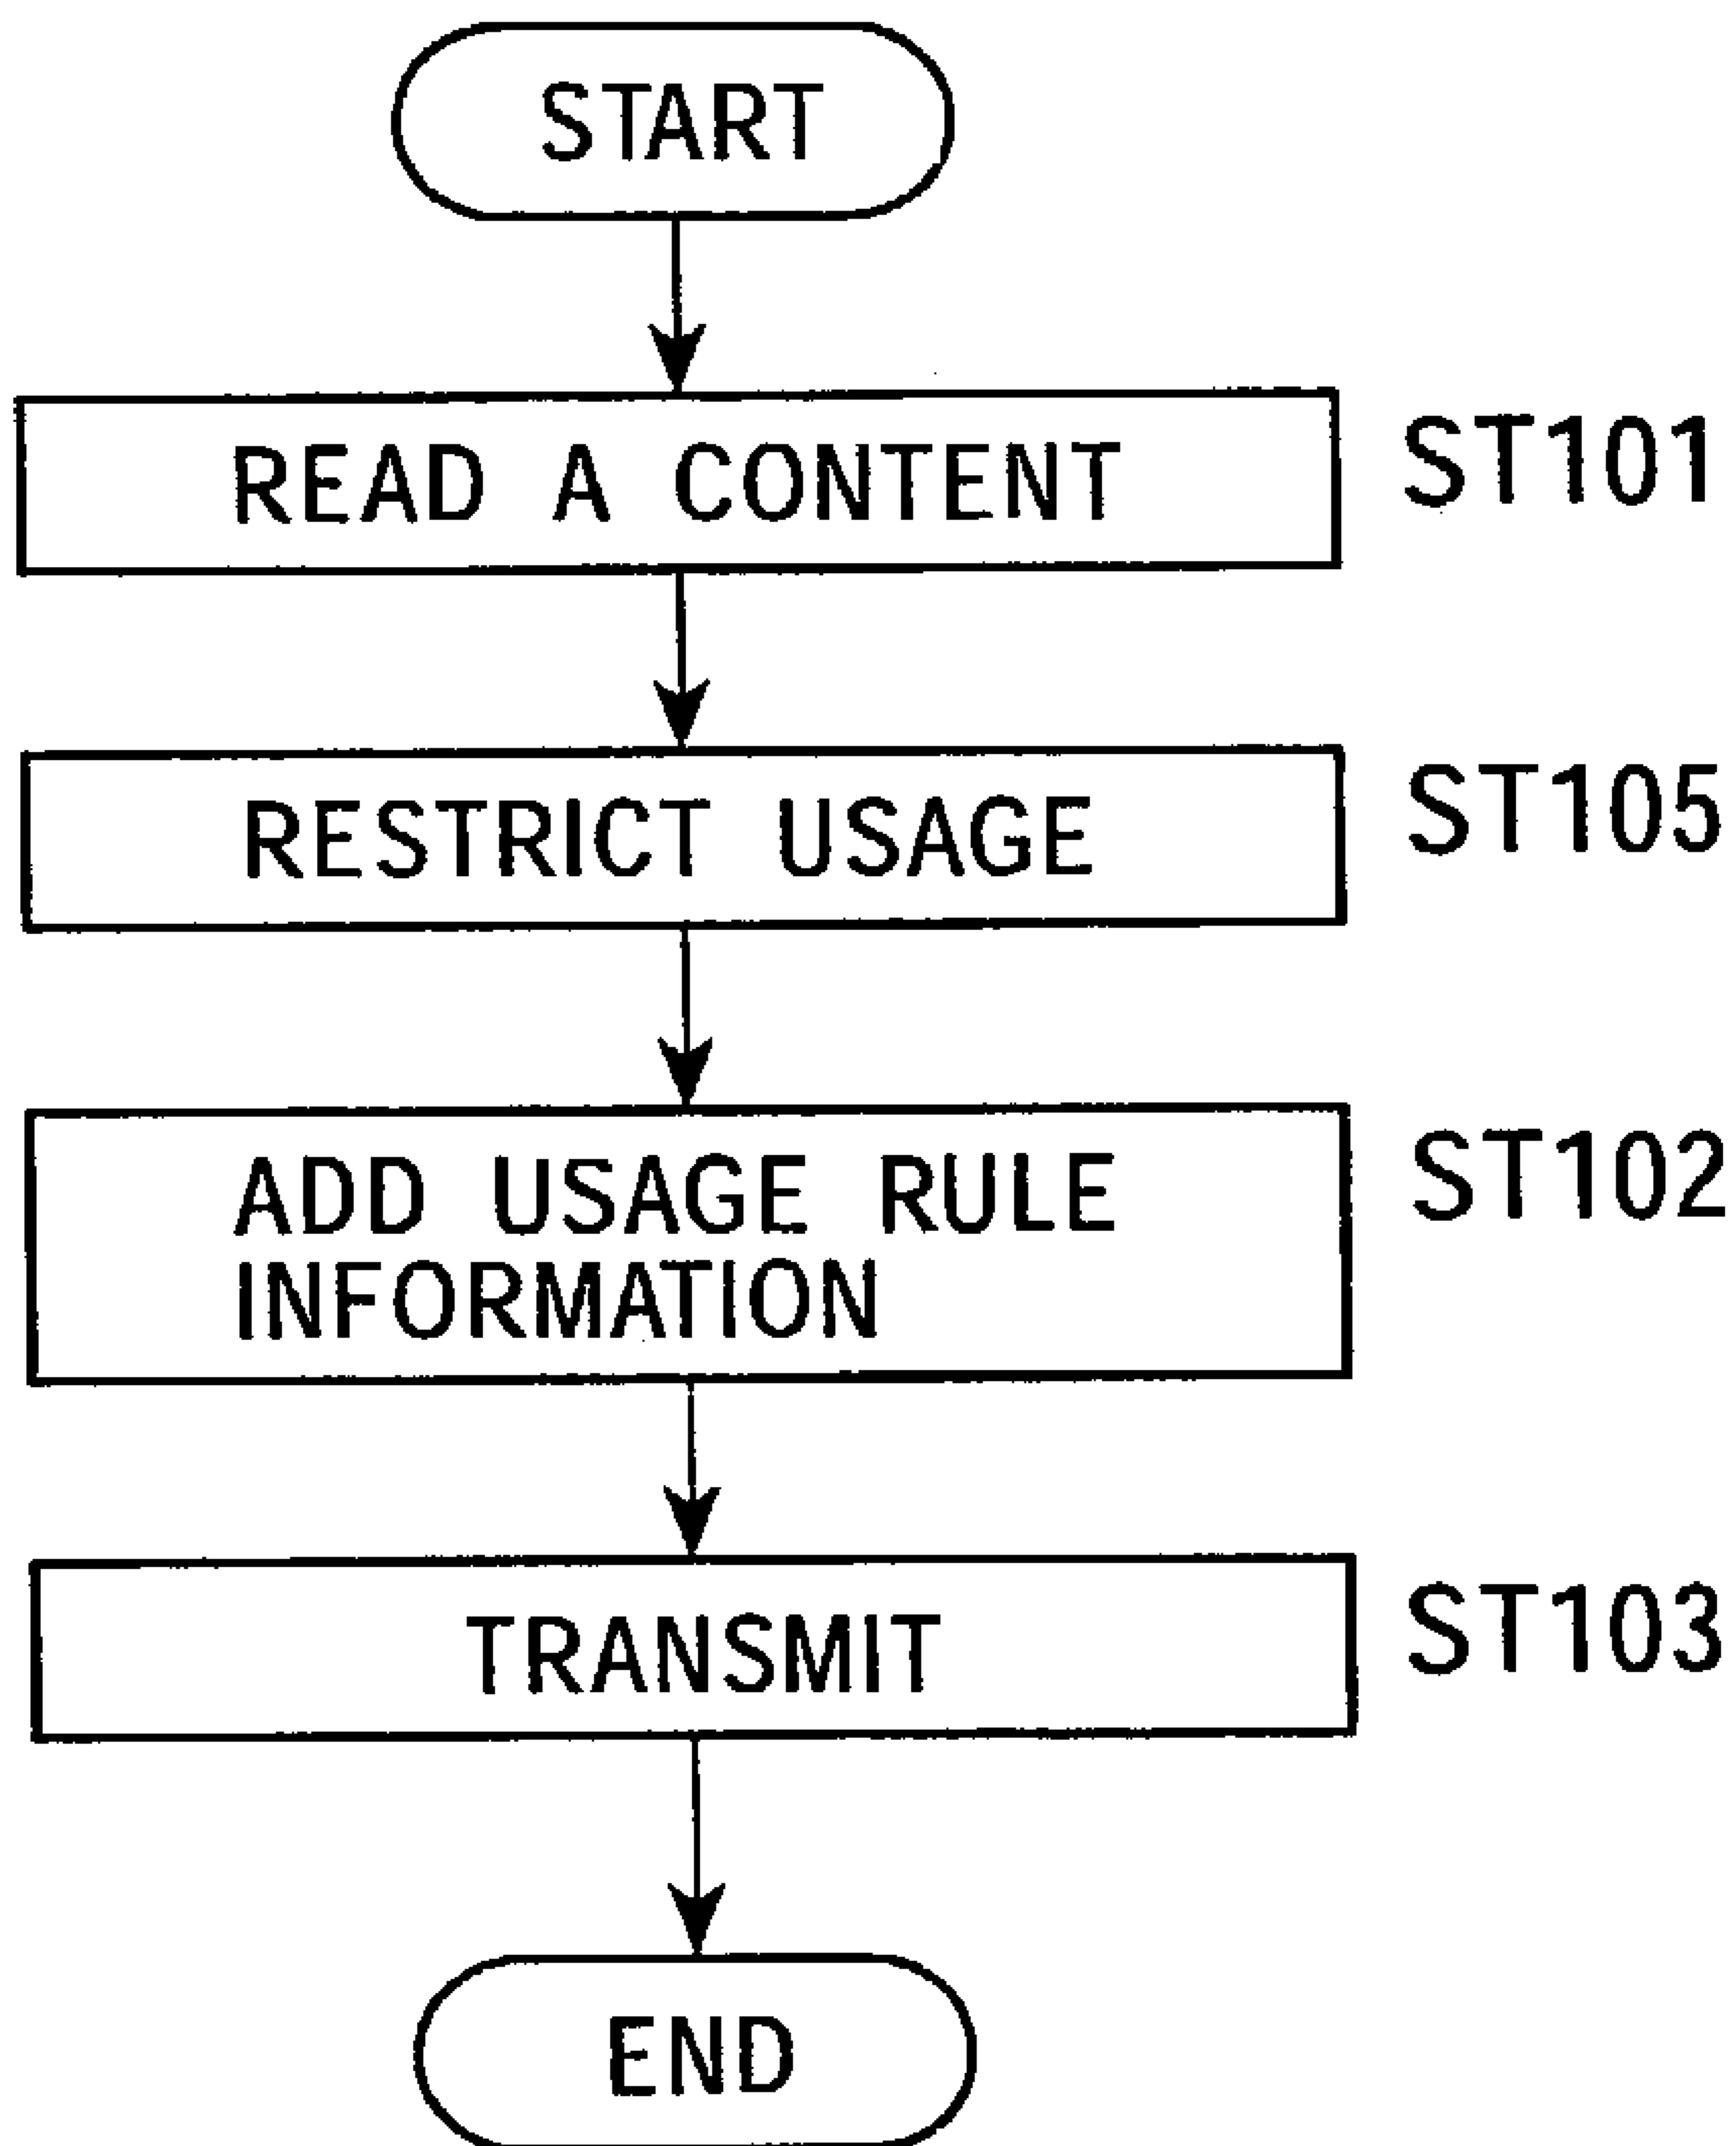 START
READ A CONTENT
ST101
RESTRICT USAGE
ST105
ADD USAGE RULE
INFORMATION
ST102
TRANSMIT
ST103
END